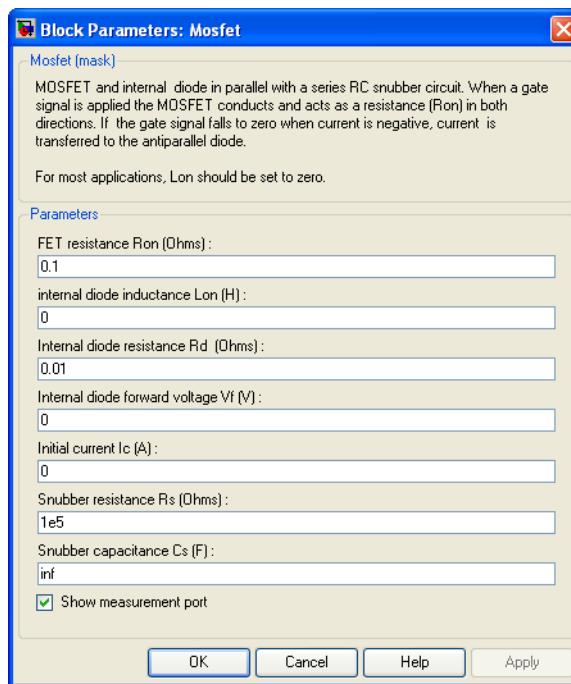 Block Parameters: Mosfet
Mosfet (mask)
MOSFET and internal diode in parallel with a series RC snubber circuit. When a gate
signal is applied the MOSFET conducts and acts as a resistance (Ron) in both
directions. If the gate signal falls to zero when current is negative, current is
transferred to the antiparallel diode.
For most applications, Lon should be set to zero.
Parameters
FET resistance Ron (Ohms) :
0.1
internal diode inductance Lon (H) :
0
Internal diode resistance Rd (Ohms) :
0.01
Internal diode forward voltage Vf (V) :
0
Initial current Ic (A) :
0
Snubber resistance Rs (Ohms) :
1e5
Snubber capacitance Cs (F) :
inf
Show measurement port
OK Cancel Help Apply